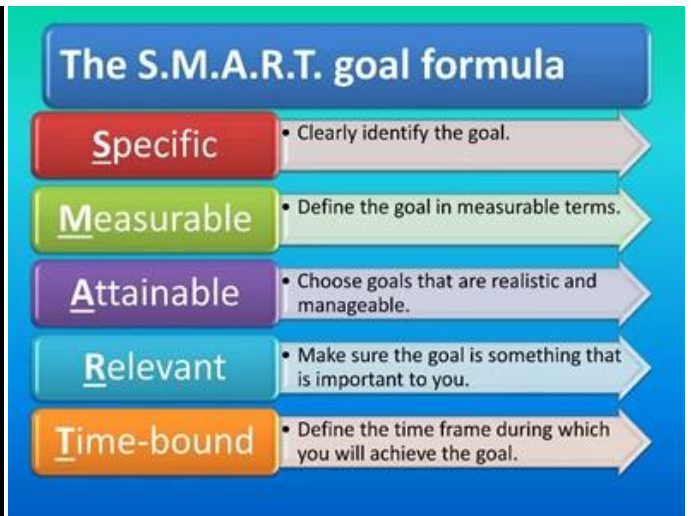 The S.M.A.R.T. goal formula
Specific
• Clearly identify the goal.
Measurable
• Define the goal in measurable terms.
Attainable
• Choose goals that are realistic and
manageable.
Relevant
• Make sure the goal is something that
is important to you.
Time-bound
• Define the time frame during which
you will achieve the goal.